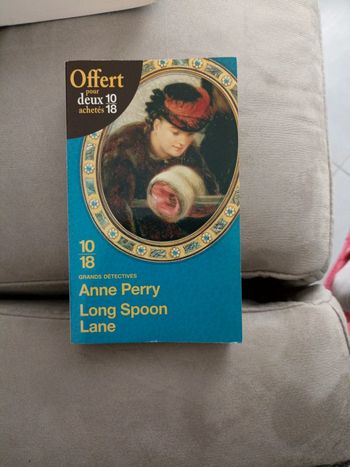 Offert
pour
deux 10
achetés 18
10
18
GRANDS DÉTECTIVES
Anne Perry
Long Spoon
Lane